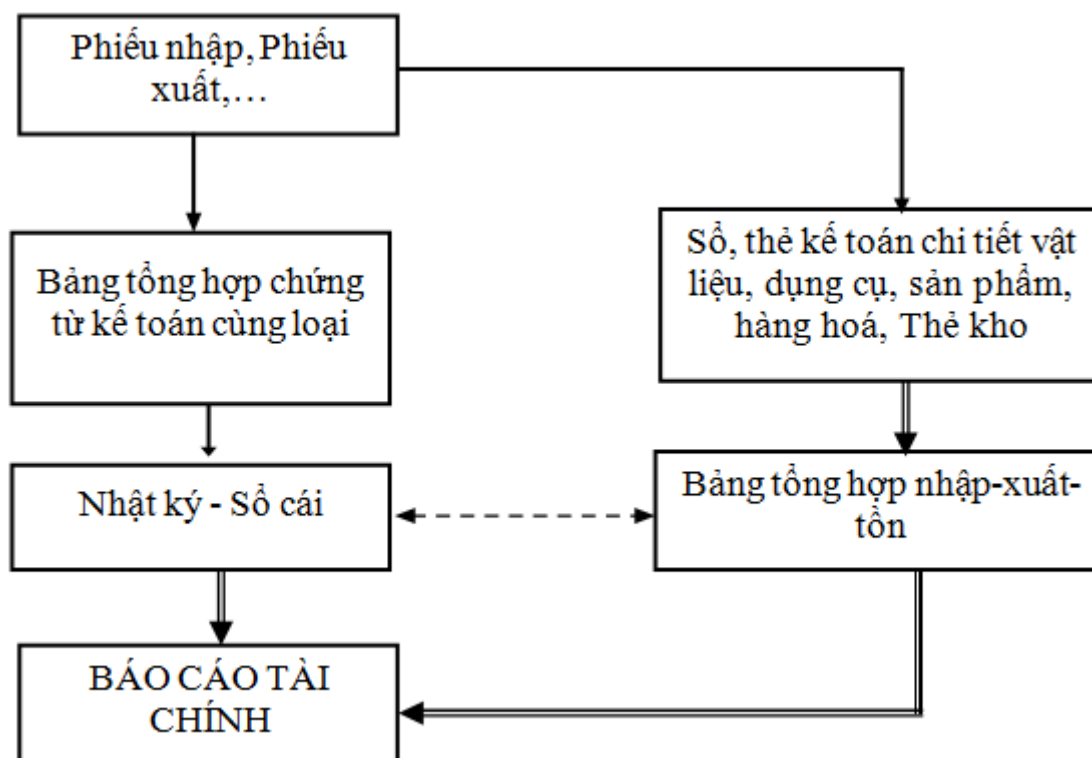 Phiếu nhập, Phiếu
xuất,…
Sổ, thẻ kế toán chi tiết vật
liệu, dụng cụ, sản phẩm,
hàng hoá, Thẻ kho
Bảng tổng hợp chứng
từ kế toán cùng loại
Nhật ký - Sổ cái
Bảng tổng hợp nhập-xuất-
tồn
BÁO CÁO TÀI
CHÍNH